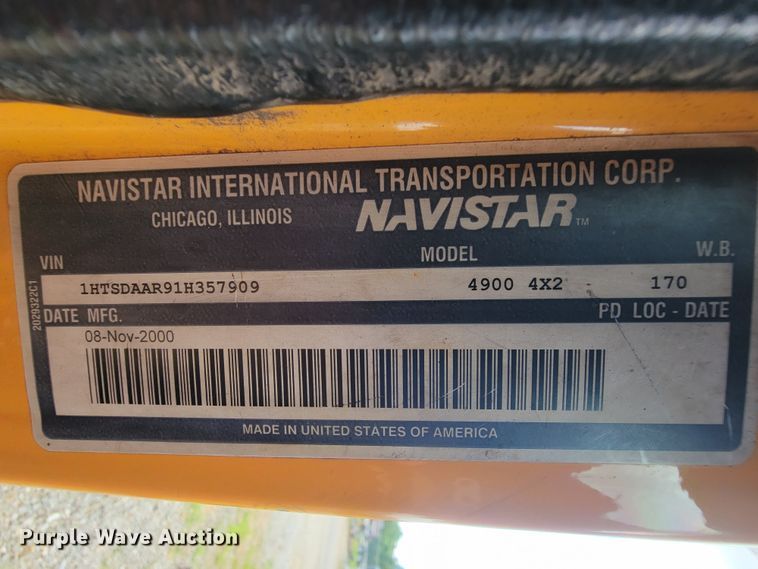 NAVISTAR INTERNATIONAL TRANSPORTATION CORP.
CHICAGO, ILLINOIS NAVISTAR™
VIN MODEL W.B.
1HTSDAAR91H357909 4900 4X2 - 170
DATE MFG. PD LOC - DATE
08-Nov-2000
2029322C1
MADE IN UNITED STATES OF AMERICA
Purple Wave Auction